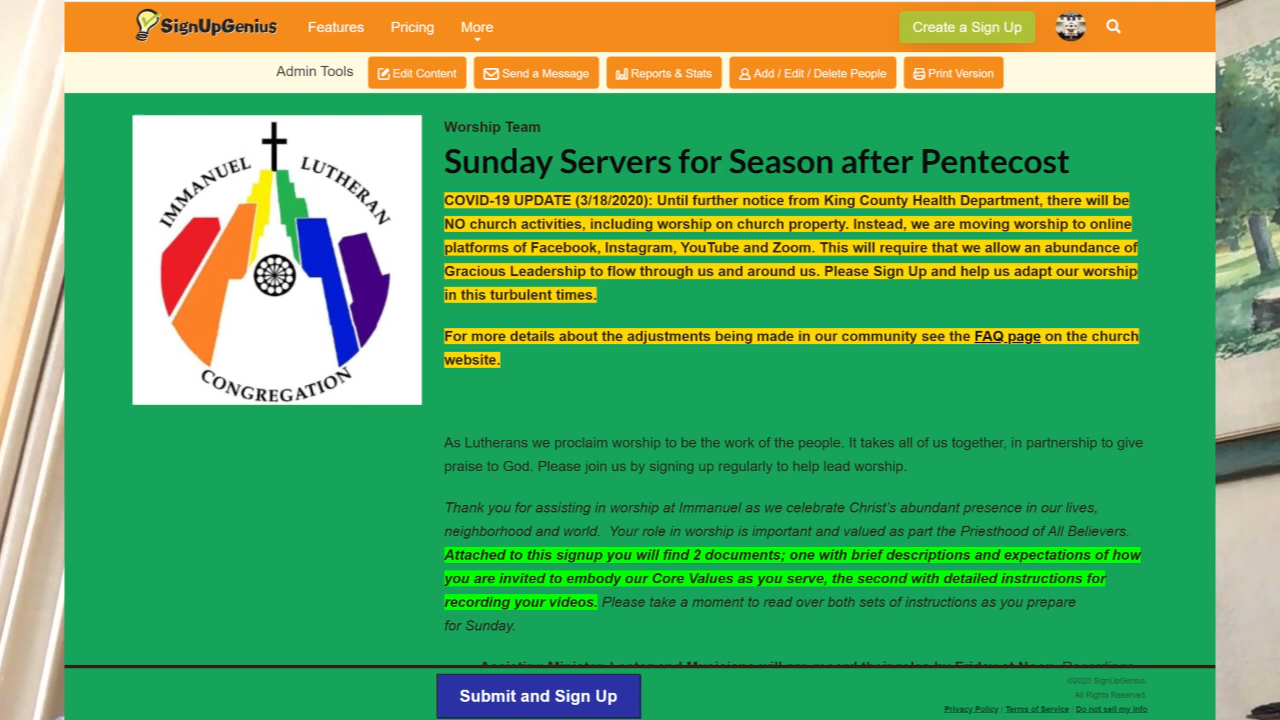 SignUpGenius
Features
Pricing
More
Create a Sign Up
Admin Tools
Edit Content
Send a Message
Reports & Stats
Add / Edit / Delete People
Print Version
IMMANUEL LUTHERAN
CONGREGATION
Worship Team
Sunday Servers for Season after Pentecost
COVID-19 UPDATE (3/18/2020): Until further notice from King County Health Department, there will be
NO church activities, including worship on church property. Instead, we are moving worship to online
platforms of Facebook, Instagram, YouTube and Zoom. This will require that we allow an abundance of
Gracious Leadership to flow through us and around us. Please Sign Up and help us adapt our worship
in this turbulent times.
For more details about the adjustments being made in our community see the FAQ page on the church
website.
As Lutherans we proclaim worship to be the work of the people. It takes all of us together, in partnership to give
praise to God. Please join us by signing up regularly to help lead worship.
Thank you for assisting in worship at Immanuel as we celebrate Christ's abundant presence in our lives,
neighborhood and world. Your role in worship is important and valued as part the Priesthood of All Believers.
Attached to this signup you will find 2 documents; one with brief descriptions and expectations of how
you are invited to embody our Core Values as you serve, the second with detailed instructions for
recording your videos. Please take a moment to read over both sets of instructions as you prepare
for Sunday.
Submit and Sign Up
©2020 SignUpGenius.
All Rights Reserved.
Privacy Policy | Terms of Service | Do not sell my info